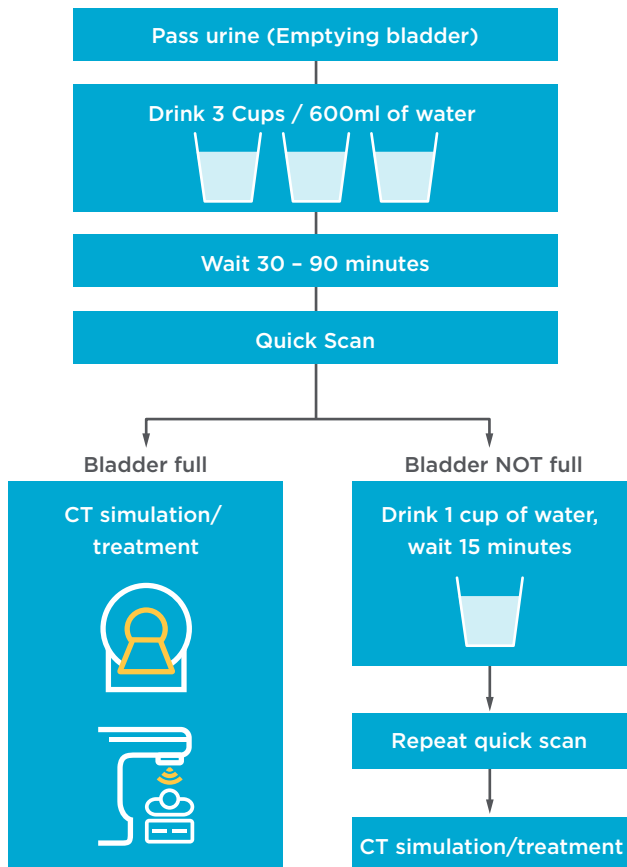 Pass urine (Emptying bladder)
Drink 3 Cups / 600ml of water
Wait 30 – 90 minutes
Quick Scan
Bladder full
CT simulation/
treatment
Bladder NOT full
Drink 1 cup of water,
wait 15 minutes
Repeat quick scan
CT simulation/treatment